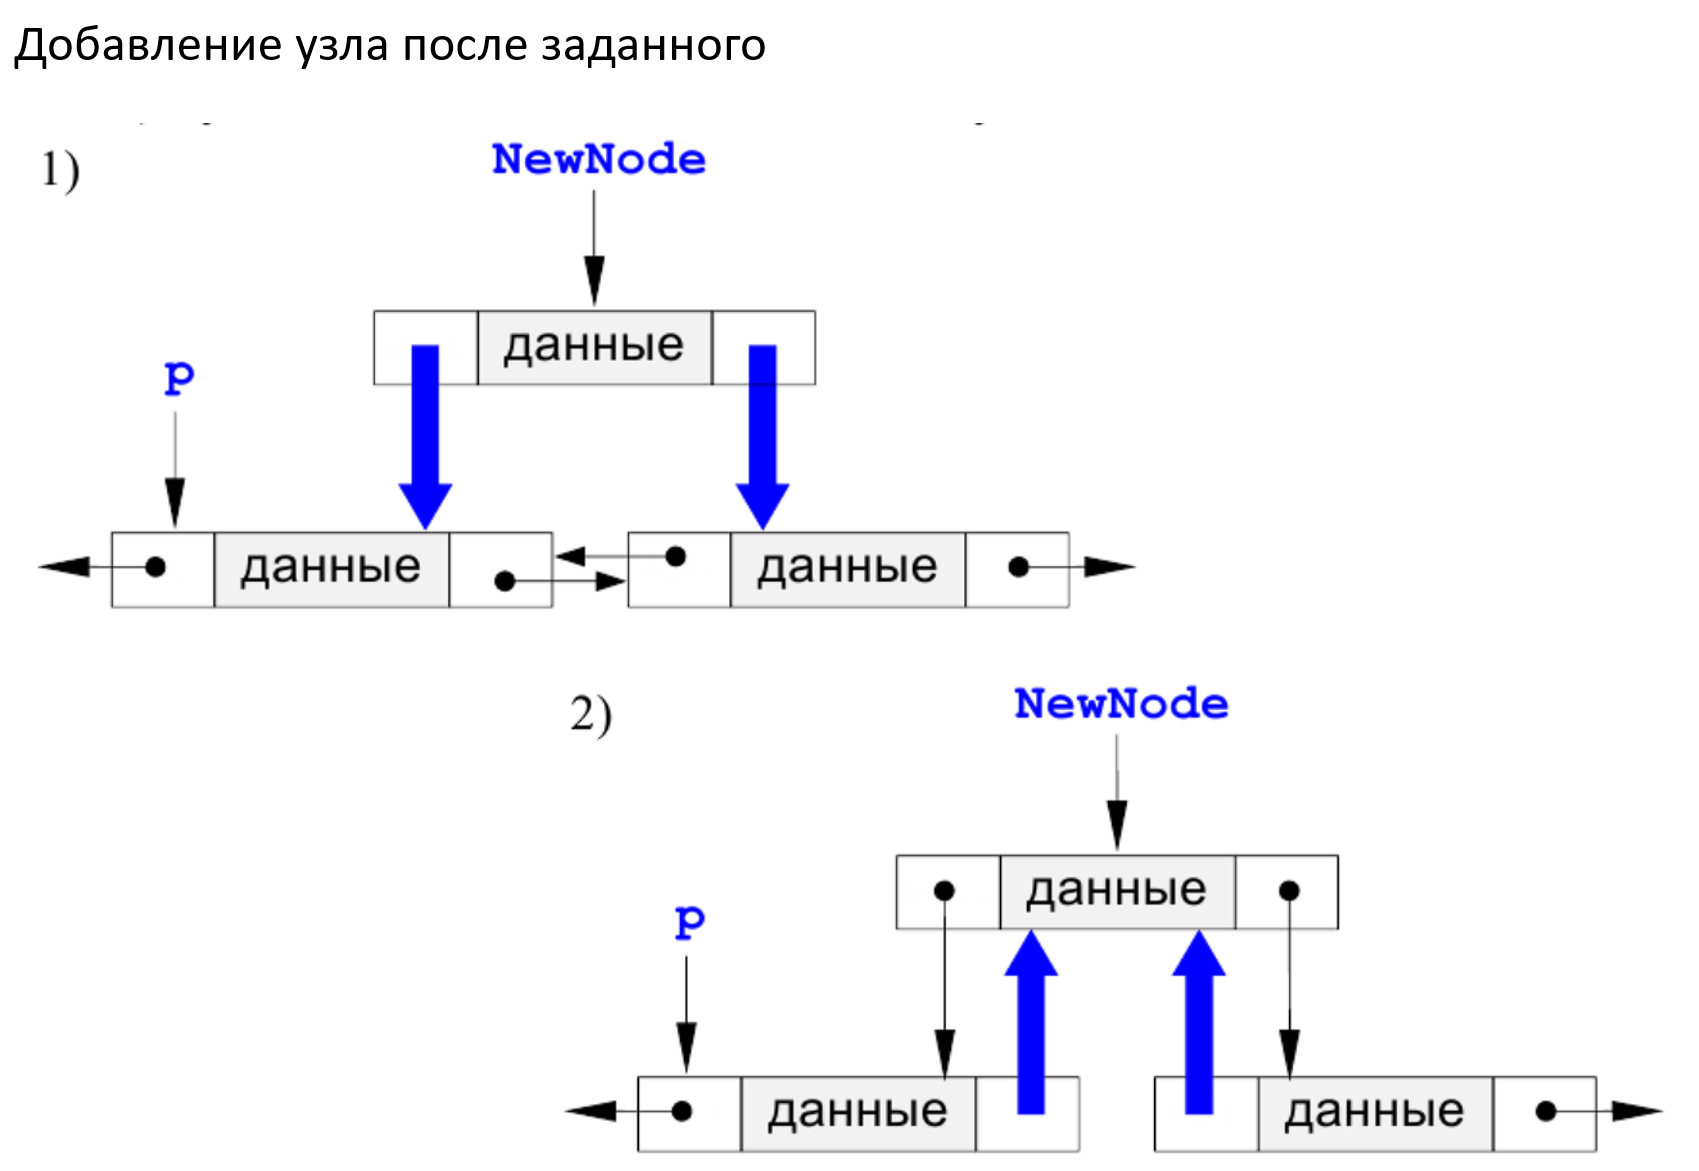 Добавление узла после заданного
1)
NewNode
данные
p
данные
данные
2)
NewNode
данные
p
данные
данные